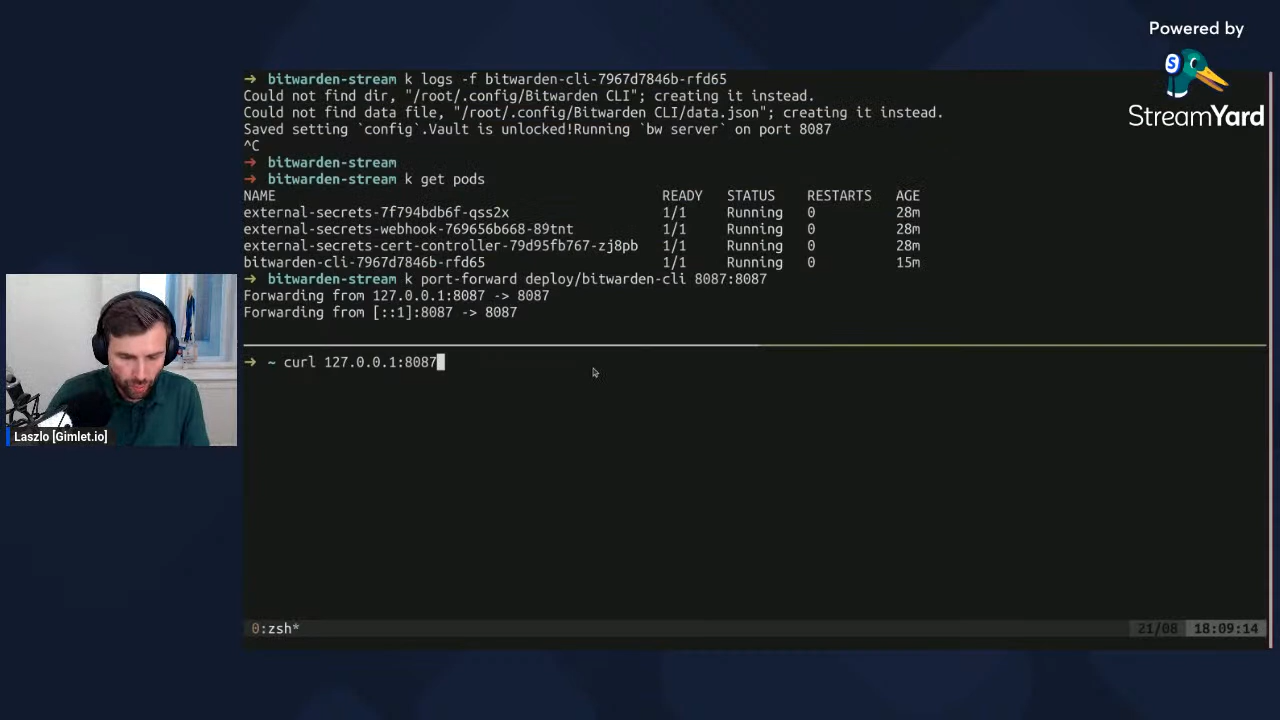 Powered by
StreamYard
→ bitwarden-stream k logs -f bitwarden-cli-7967d7846b-rfd65
Could not find dir, "/root/.config/Bitwarden CLI"; creating it instead.
Could not find data file, "/root/.config/Bitwarden CLI/data.json"; creating it instead.
Saved setting `config`.Vault is unlocked!Running `bw server` on port 8087
^C
→ bitwarden-stream
→ bitwarden-stream k get pods
NAME READY STATUS RESTARTS AGE
external-secrets-7f794bdb6f-qss2x 1/1 Running 0 28m
external-secrets-webhook-769656b668-89tnt 1/1 Running 0 28m
external-secrets-cert-controller-79d95fb767-zj8pb 1/1 Running 0 28m
bitwarden-cli-7967d7846b-rfd65 1/1 Running 0 15m
→ bitwarden-stream k port-forward deploy/bitwarden-cli 8087:8087
Forwarding from 127.0.0.1:8087 -> 8087
Forwarding from [::1]:8087 -> 8087
→ ~ curl 127.0.0.1:8087
Laszlo [Gimlet.io]
0:zsh* 21/08 18:09:14